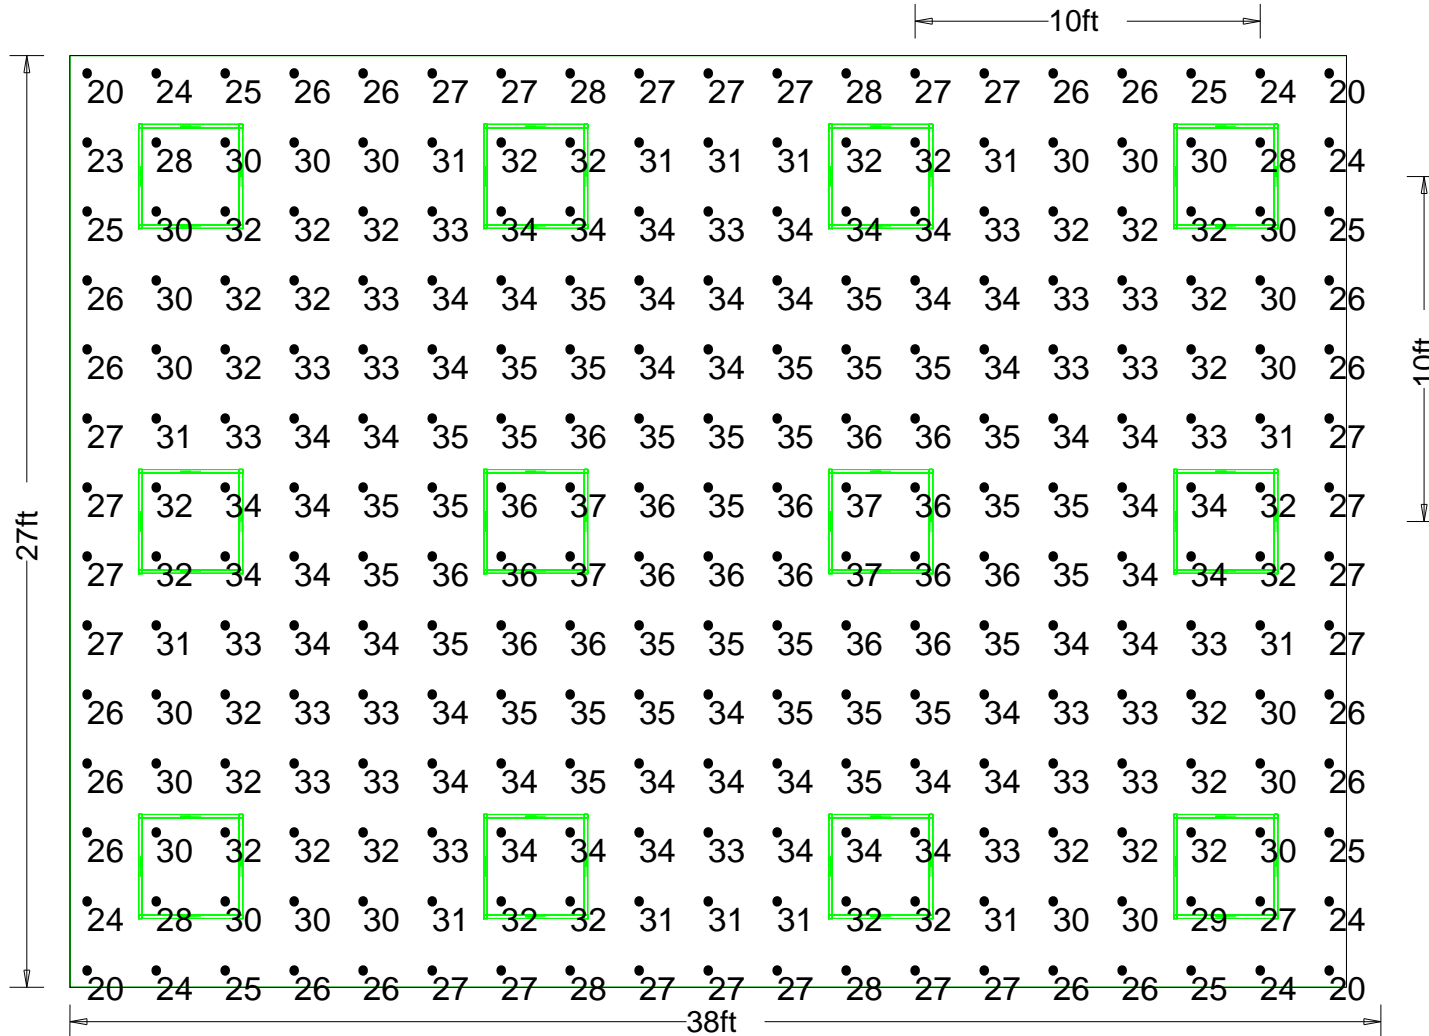 10ft
20 24 25 26 26 27 27 28 27 27 27 28 27 27 26 26 25 24 20
23 28 30 30 30 31 32 32 31 31 31 32 32 31 30 30 30 28 24
25 30 32 32 32 33 34 34 34 33 34 34 34 33 32 32 32 30 25
26 30 32 32 33 34 34 35 34 34 34 35 34 34 33 33 32 30 26
26 30 32 33 33 34 35 35 34 34 35 35 35 34 33 33 32 30 26
10ft
27 31 33 34 34 35 35 36 35 35 35 36 36 35 34 34 33 31 27
27 32 34 34 35 35 36 37 36 35 36 37 36 35 35 34 34 32 27
27ft
27 32 34 34 35 36 36 37 36 36 36 37 36 36 35 34 34 32 27
27 31 33 34 34 35 36 36 35 35 35 36 36 35 34 34 33 31 27
26 30 32 33 33 34 35 35 35 34 35 35 35 34 33 33 32 30 26
26 30 32 33 33 34 34 35 34 34 34 35 34 34 33 33 32 30 26
26 30 32 32 32 33 34 34 34 33 34 34 34 33 32 32 32 30 25
24 28 30 30 30 31 32 32 31 31 31 32 32 31 30 30 29 27 24
20 24 25 26 26 27 27 28 27 27 27 28 27 27 26 26 25 24 20
38ft